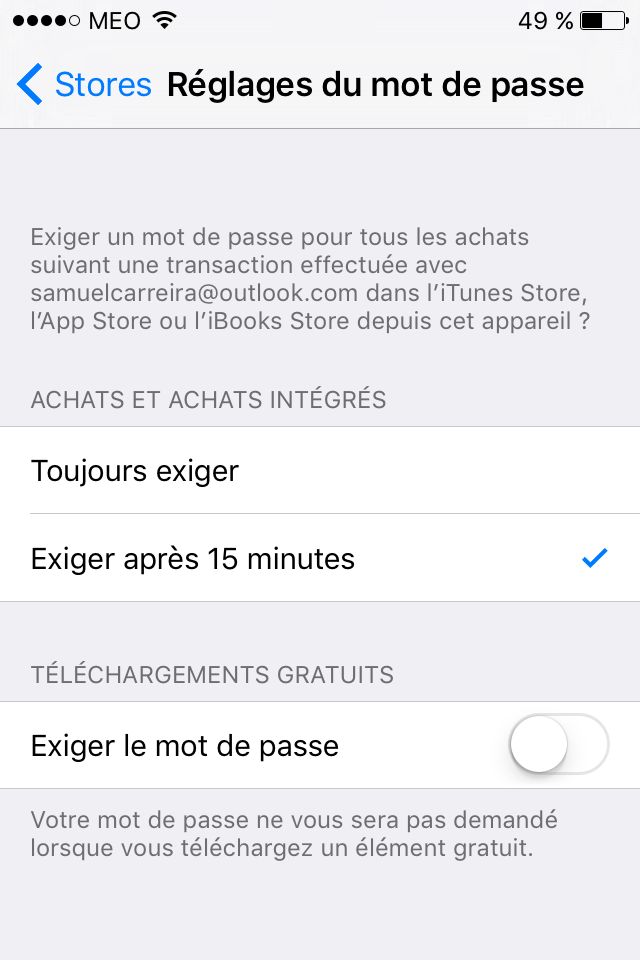 MEO 49 %
Stores Réglages du mot de passe
Exiger un mot de passe pour tous les achats
suivant une transaction effectuée avec
samuelcarreira@outlook.com dans l’iTunes Store,
l’App Store ou l’iBooks Store depuis cet appareil ?
ACHATS ET ACHATS INTÉGRÉS
Toujours exiger
Exiger après 15 minutes
TÉLÉCHARGEMENTS GRATUITS
Exiger le mot de passe
Votre mot de passe ne vous sera pas demandé
lorsque vous téléchargez un élément gratuit.